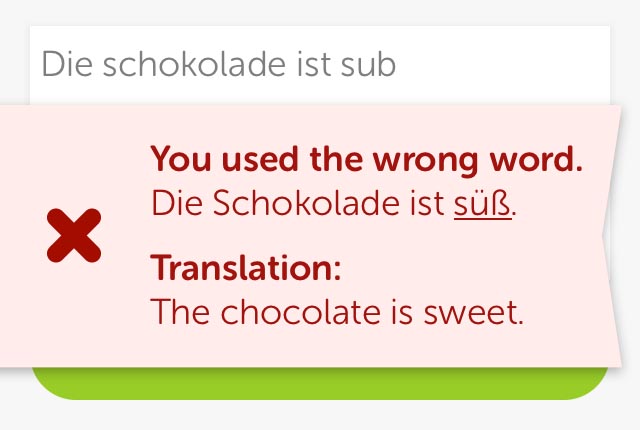 Die schokolade ist sub
You used the wrong word.
Die Schokolade ist süß.
Translation:
The chocolate is sweet.